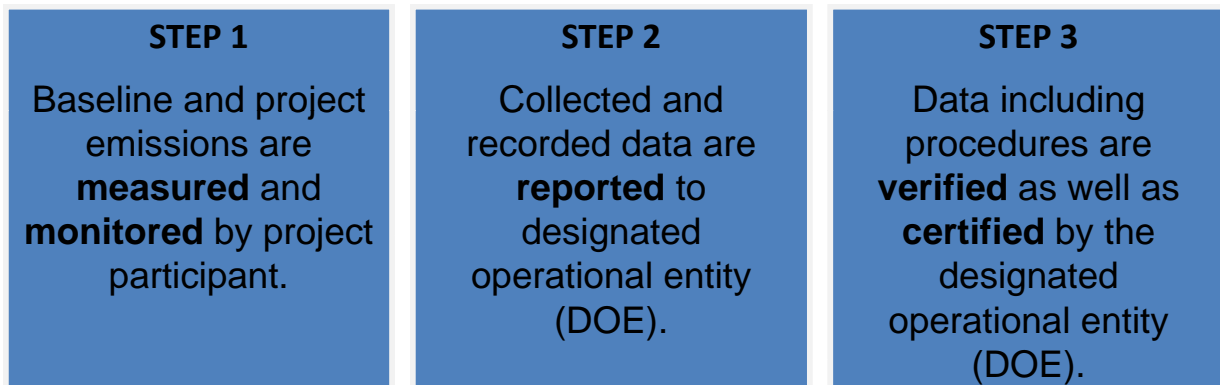 STEP 1
Baseline and project
emissions are
measured and
monitored by project
participant.
STEP 2
Collected and
recorded data are
reported to
designated
operational entity
(DOE).
STEP 3
Data including
procedures are
verified as well as
certified by the
designated
operational entity
(DOE).